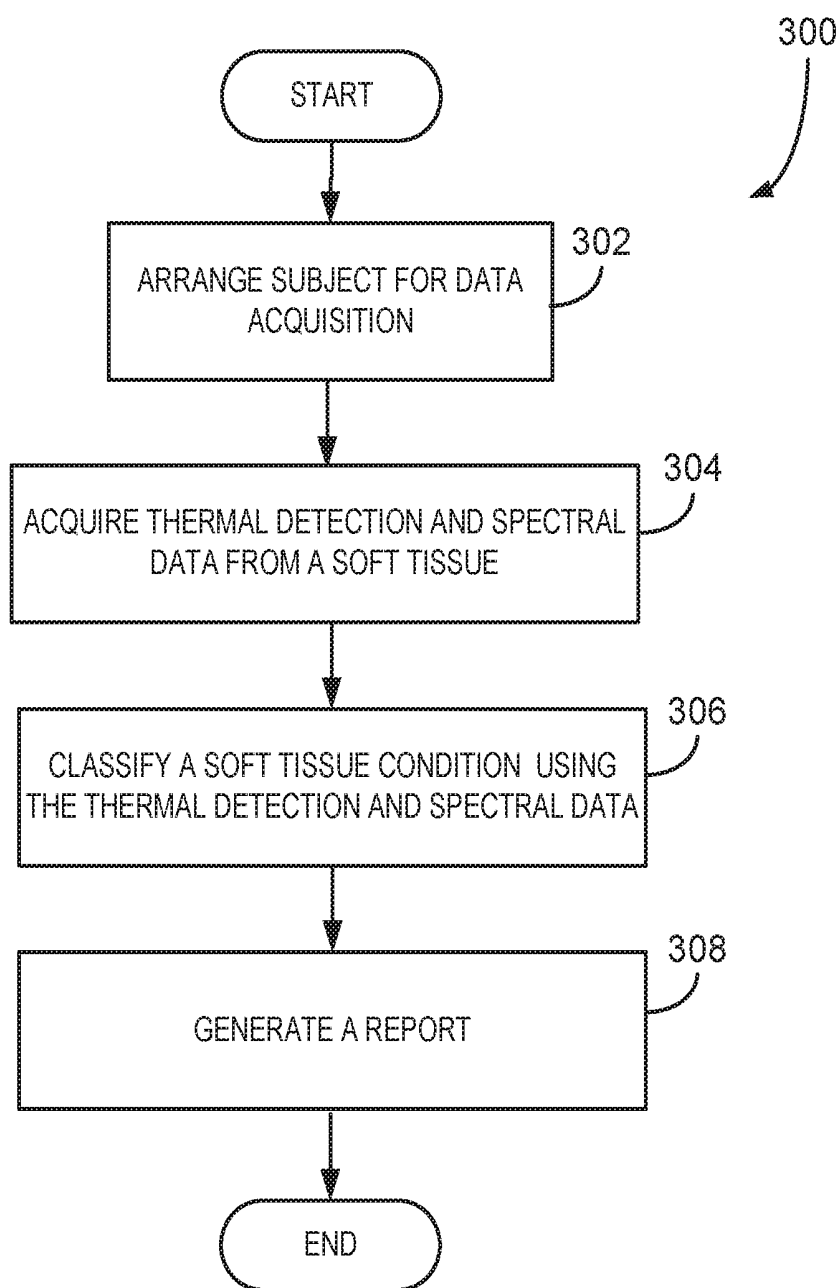 300
START
302
ARRANGE SUBJECT FOR DATA
ACQUISITION
304
ACQUIRE THERMAL DETECTION AND SPECTRAL
DATA FROM A SOFT TISSUE
306
CLASSIFY A SOFT TISSUE CONDITION USING
THE THERMAL DETECTION AND SPECTRAL DATA
308
GENERATE A REPORT
END